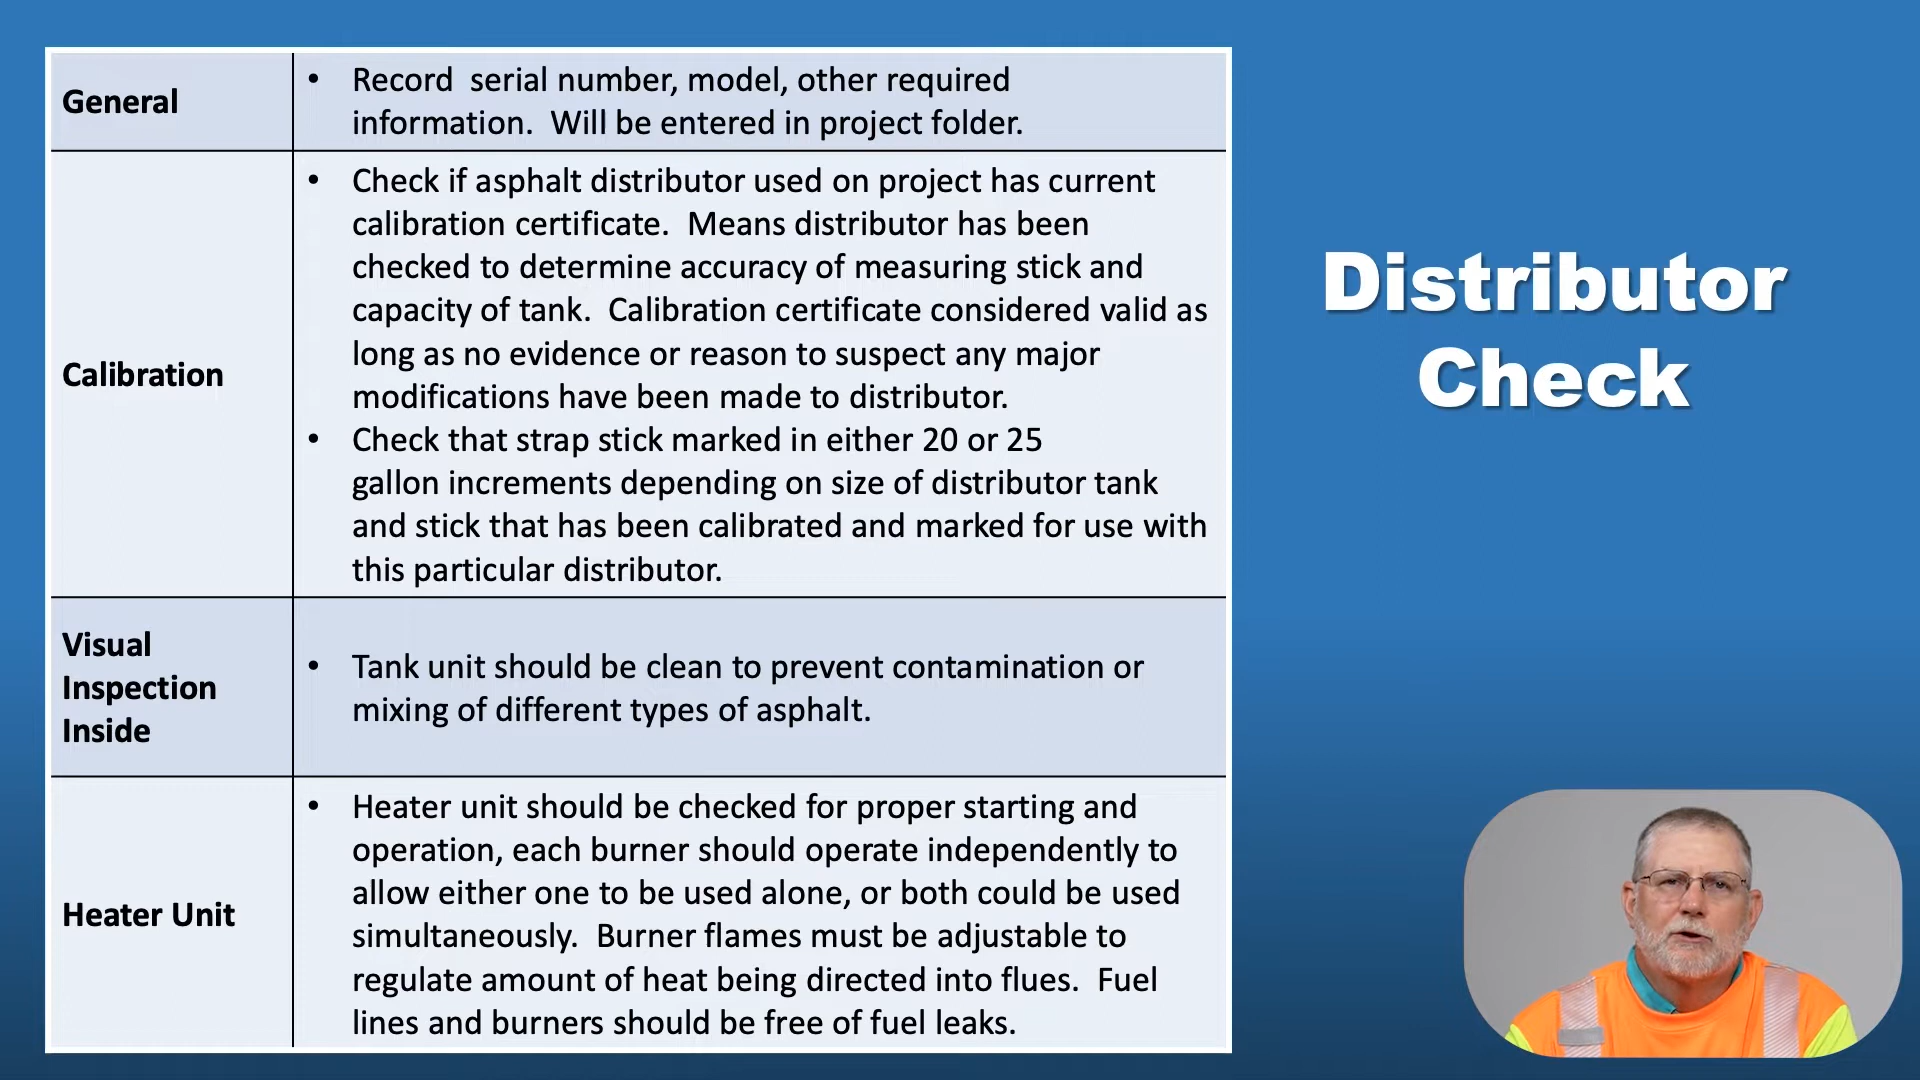 General
• Record  serial number, model, other required
information.  Will be entered in project folder.
Calibration
• Check if asphalt distributor used on project has current
calibration certificate.  Means distributor has been
checked to determine accuracy of measuring stick and
capacity of tank.  Calibration certificate considered valid as
long as no evidence or reason to suspect any major
modifications have been made to distributor.
• Check that strap stick marked in either 20 or 25
gallon increments depending on size of distributor tank
and stick that has been calibrated and marked for use with
this particular distributor.
Visual
Inspection
Inside
• Tank unit should be clean to prevent contamination or
mixing of different types of asphalt.
Heater Unit
• Heater unit should be checked for proper starting and
operation, each burner should operate independently to
allow either one to be used alone, or both could be used
simultaneously.  Burner flames must be adjustable to
regulate amount of heat being directed into flues.  Fuel
lines and burners should be free of fuel leaks.
Distributor
Check